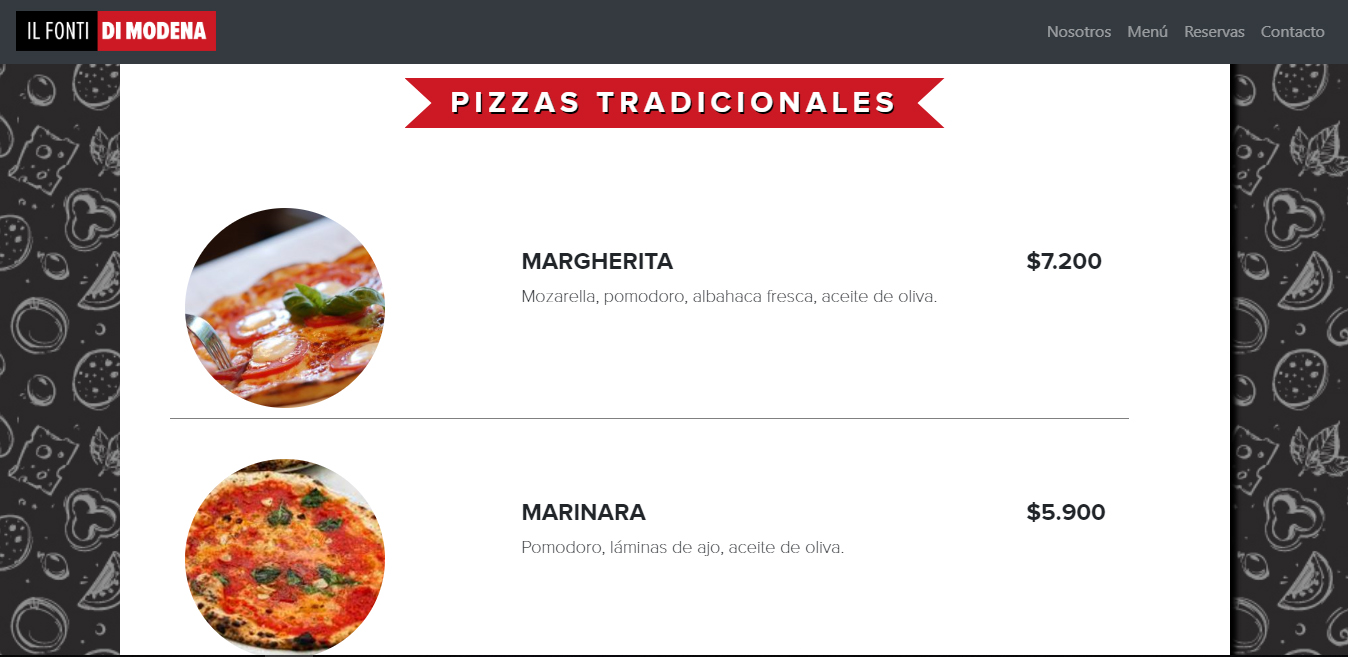 IL FONTI DI MODENA
Nosotros Menú Reservas Contacto
PIZZAS TRADICIONALES
MARGHERITA $7.200
Mozarella, pomodoro, albahaca fresca, aceite de oliva.
MARINARA $5.900
Pomodoro, láminas de ajo, aceite de oliva.